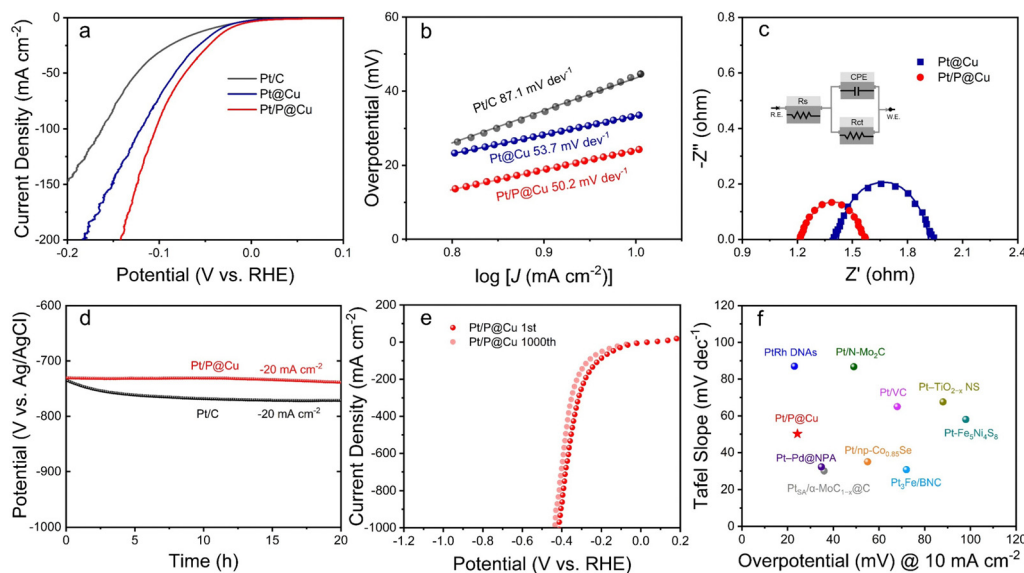 a
Current Density (mA cm⁻²)
0
-50
-100
-150
-200
Pt/C
Pt@Cu
Pt/P@Cu
-0.2
-0.1
0.0
0.1
Potential (V vs. RHE)
b
Overpotential (mV)
60
40
20
0
Pt/C 87.1 mV dev⁻¹
Pt@Cu 53.7 mV dev⁻¹
Pt/P@Cu 50.2 mV dev⁻¹
0.8
0.9
1.0
log [J (mA cm⁻²)]
c
-Z'' (ohm)
0.8
0.6
0.4
0.2
0.0
Pt@Cu
Pt/P@Cu
CPE
Rs
R.E.
W.E.
Rct
0.9
1.2
1.5
1.8
2.1
2.4
Z' (ohm)
d
Potential (V vs. Ag/AgCl)
-600
-700
-800
-900
-1000
Pt/P@Cu
-20 mA cm⁻²
Pt/C
-20 mA cm⁻²
0
5
10
15
20
Time (h)
e
Current Density (mA cm⁻²)
200
0
-200
-400
-600
-800
-1000
Pt/P@Cu 1st
Pt/P@Cu 1000th
-1.2
-1.0
-0.8
-0.6
-0.4
-0.2
0.0
0.2
Potential (V vs. RHE)
f
Tafel Slope (mV dec⁻¹)
120
100
80
60
40
20
0
PtRh DNAs
Pt/N-Mo₂C
Pt/VC
Pt–TiO₂₋ₓ NS
Pt/P@Cu
Pt-Fe₅Ni₄S₈
Pt–Pd@NPA
Pt/np-Co₀.₈₅Se
Pt_SA/α-MoC₁₋ₓ@C
Pt₃Fe/BNC
0
20
40
60
80
100
120
Overpotential (mV) @ 10 mA cm⁻²